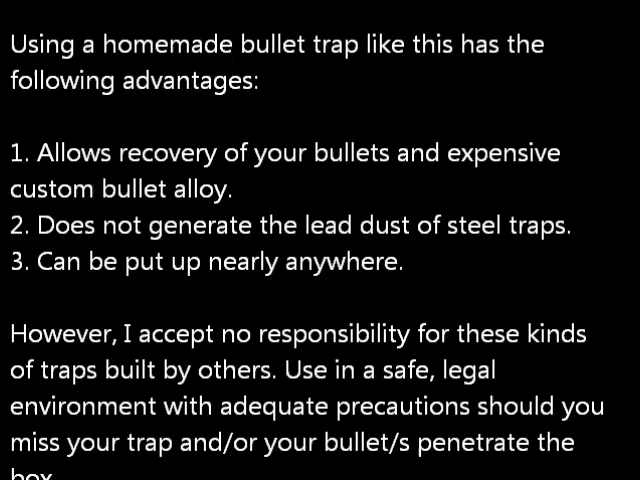 Using a homemade bullet trap like this has the
following advantages:
1. Allows recovery of your bullets and expensive
custom bullet alloy.
2. Does not generate the lead dust of steel traps.
3. Can be put up nearly anywhere.
However, I accept no responsibility for these kinds
of traps built by others. Use in a safe, legal
environment with adequate precautions should you
miss your trap and/or your bullet/s penetrate the
box